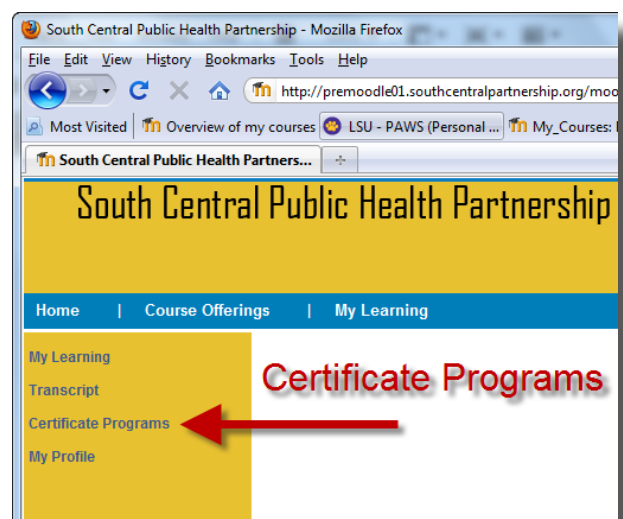 South Central Public Health Partnership - Mozilla Firefox
File Edit View History Bookmarks Tools Help
http://premoodle01.southcentralpartnership.org/moo
Most Visited Overview of my courses LSU - PAWS (Personal ... My_Courses:
South Central Public Health Partners...
South Central Public Health Partnership
Home | Course Offerings | My Learning
My Learning
Transcript
Certificate Programs
My Profile
Certificate Programs